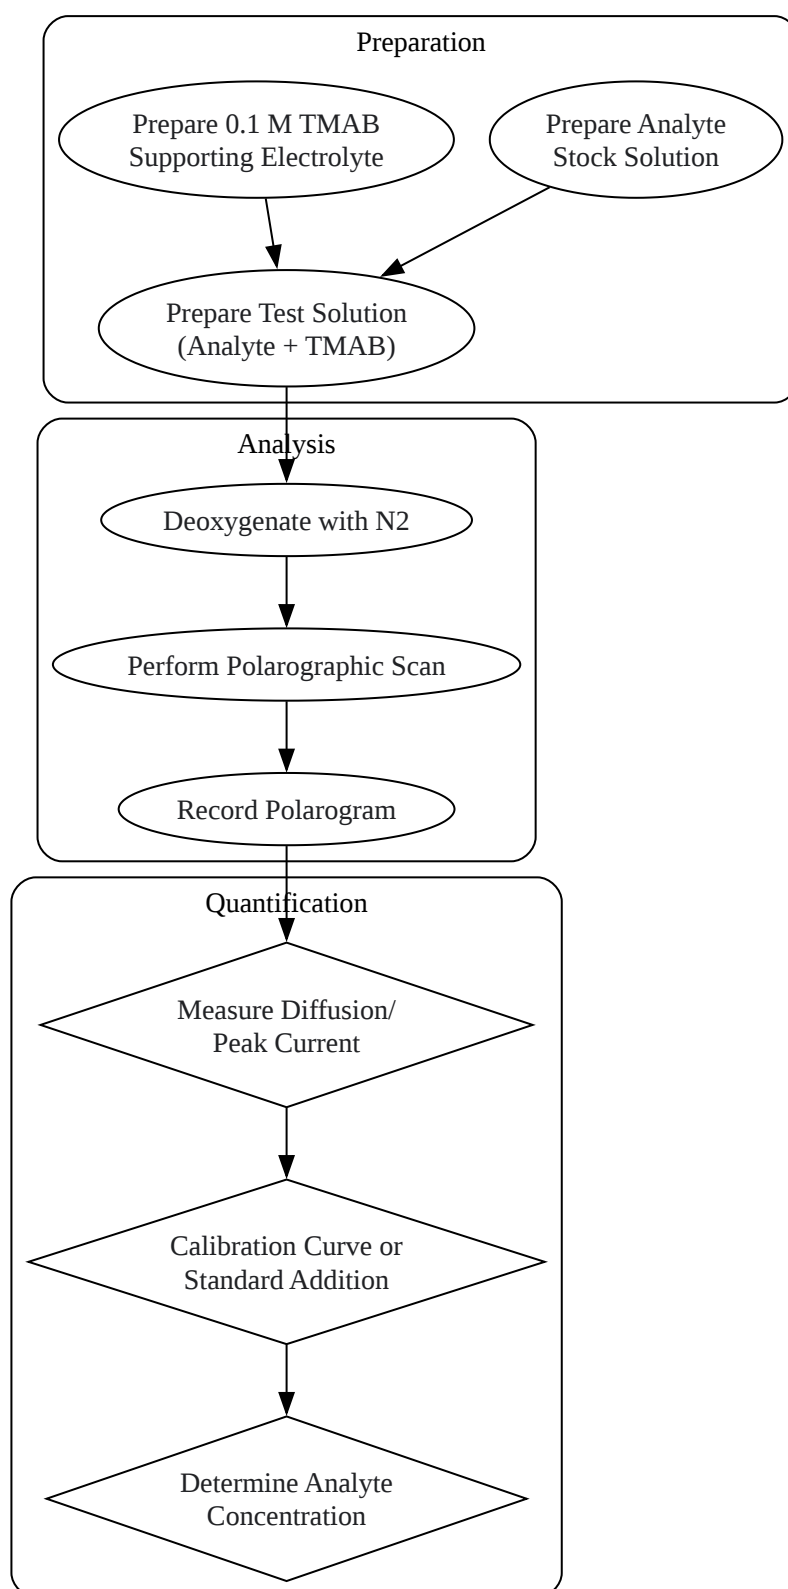 Preparation
Prepare 0.1 M TMAB
Supporting Electrolyte
Prepare Analyte
Stock Solution
Prepare Test Solution
(Analyte + TMAB)
Analysis
Deoxygenate with N2
Perform Polarographic Scan
Record Polarogram
Quantification
Measure Diffusion/
Peak Current
Calibration Curve or
Standard Addition
Determine Analyte
Concentration